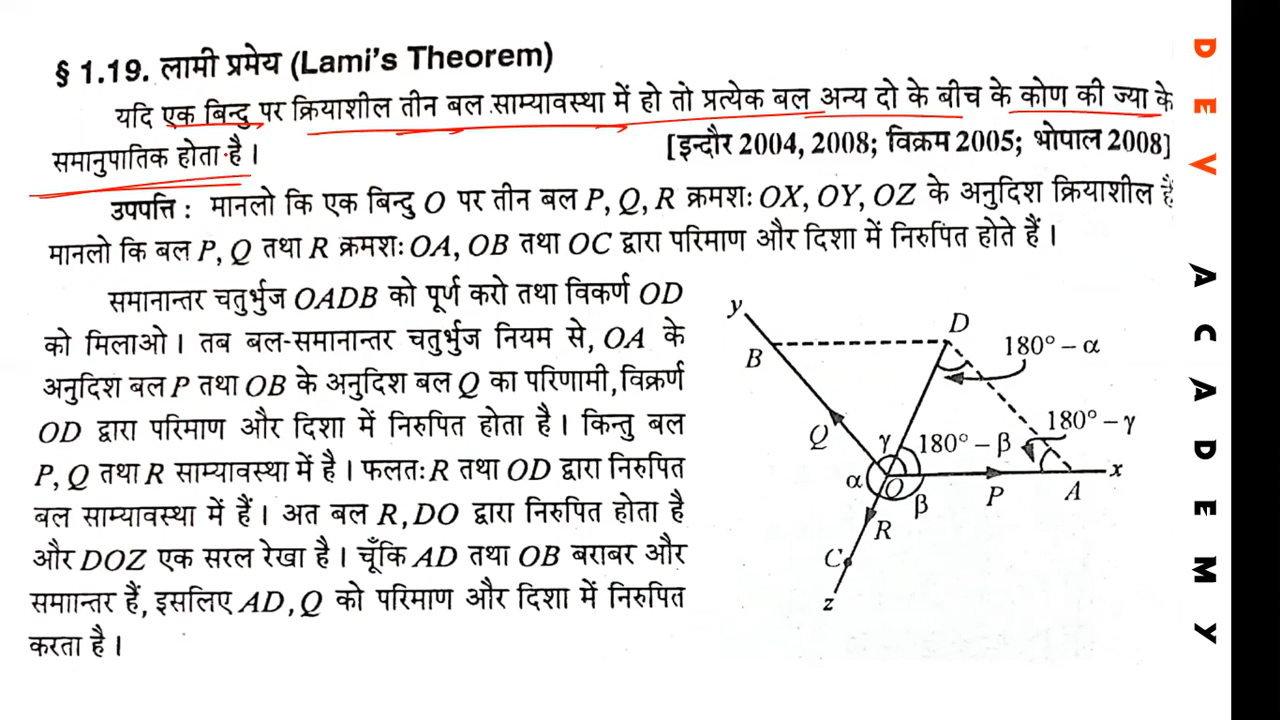 § 1.19. लामी प्रमेय (Lami's Theorem)
यदि एक बिन्दु पर क्रियाशील तीन बल साम्यावस्था में हो तो प्रत्येक बल अन्य दो के बीच के कोण की ज्या के
समानुपातिक होता है।
[इन्दौर 2004, 2008; विक्रम 2005; भोपाल 2008]
उपपत्ति : मानलो कि एक बिन्दु O पर तीन बल P, Q, R क्रमशः OX, OY, OZ के अनुदिश क्रियाशील हैं
मानलो कि बल P, Q तथा R क्रमशः OA, OB तथा OC द्वारा परिमाण और दिशा में निरुपित होते हैं।
समानान्तर चतुर्भुज OADB को पूर्ण करो तथा विकर्ण OD
को मिलाओ। तब बल-समानान्तर चतुर्भुज नियम से, OA के
अनुदिश बल P तथा OB के अनुदिश बल Q का परिणामी, विक्रर्ण
OD द्वारा परिमाण और दिशा में निरुपित होता है। किन्तु बल
P, Q तथा R साम्यावस्था में है। फलतः R तथा OD द्वारा निरुपित
बल साम्यावस्था में हैं। अत बल R, DO द्वारा निरुपित होता है
और DOZ एक सरल रेखा है। चूँकि AD तथा OB बराबर और
समाान्तर हैं, इसलिए AD, Q को परिमाण और दिशा में निरुपित
करता है।
y
D
B
180° – α
180° – γ
Q
γ
180° – β
α
O
β
P
A
x
R
C
z
DEV ACADEMY